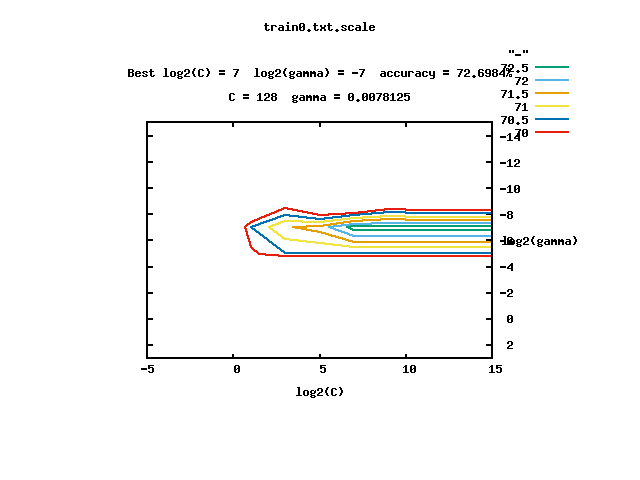 train0.txt.scale
"-"
Best log2(C) = 7  log2(gamma) = -7  accuracy = 72.6984%
72.5
72
71.5
C = 128  gamma = 0.0078125
71
70.5
70
-14
-12
-10
-8
-6
log2(gamma)
-4
-2
0
2
-5 0 5 10 15
log2(C)